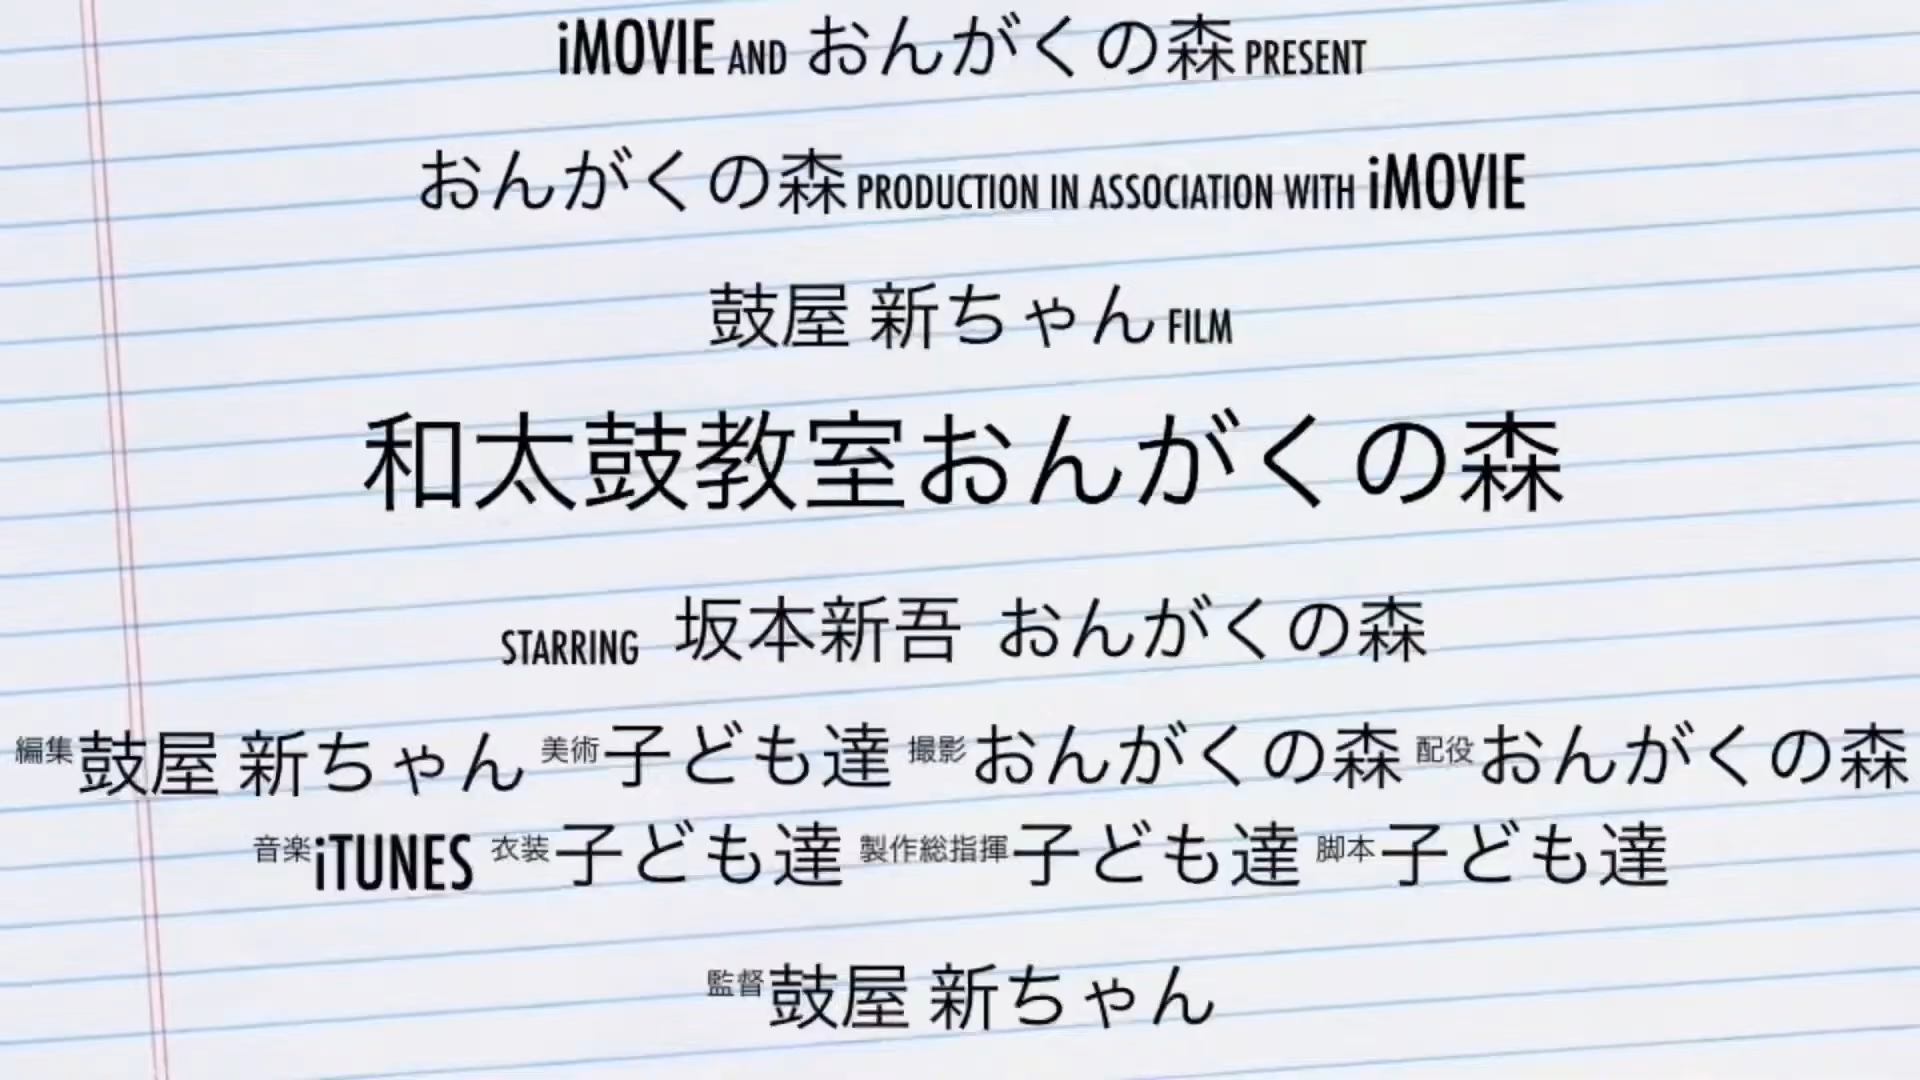 iMOVIE AND おんがくの森 PRESENT
おんがくの森 PRODUCTION IN ASSOCIATION WITH iMOVIE
鼓屋 新ちゃん FILM
和太鼓教室おんがくの森
STARRING 坂本新吾 おんがくの森
編集 鼓屋 新ちゃん 美術 子ども達 撮影 おんがくの森 配役 おんがくの森
音楽 iTUNES 衣装 子ども達 製作総指揮 子ども達 脚本 子ども達
監督 鼓屋 新ちゃん